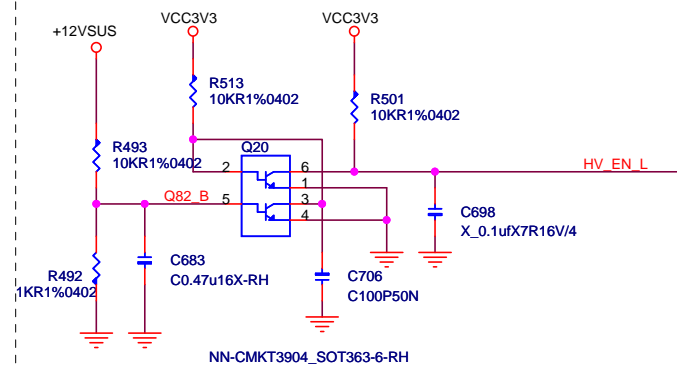 VCC3V3
VCC3V3
+12VSUS
R513
10KR1%0402
R501
10KR1%0402
R493
10KR1%0402
Q20
2
6
HV_EN_L
1
Q82_B
5
3
4
C698
X_0.1ufX7R16V/4
C683
C0.47u16X-RH
R492
1KR1%0402
C706
C100P50N
NN-CMKT3904_SOT363-6-RH